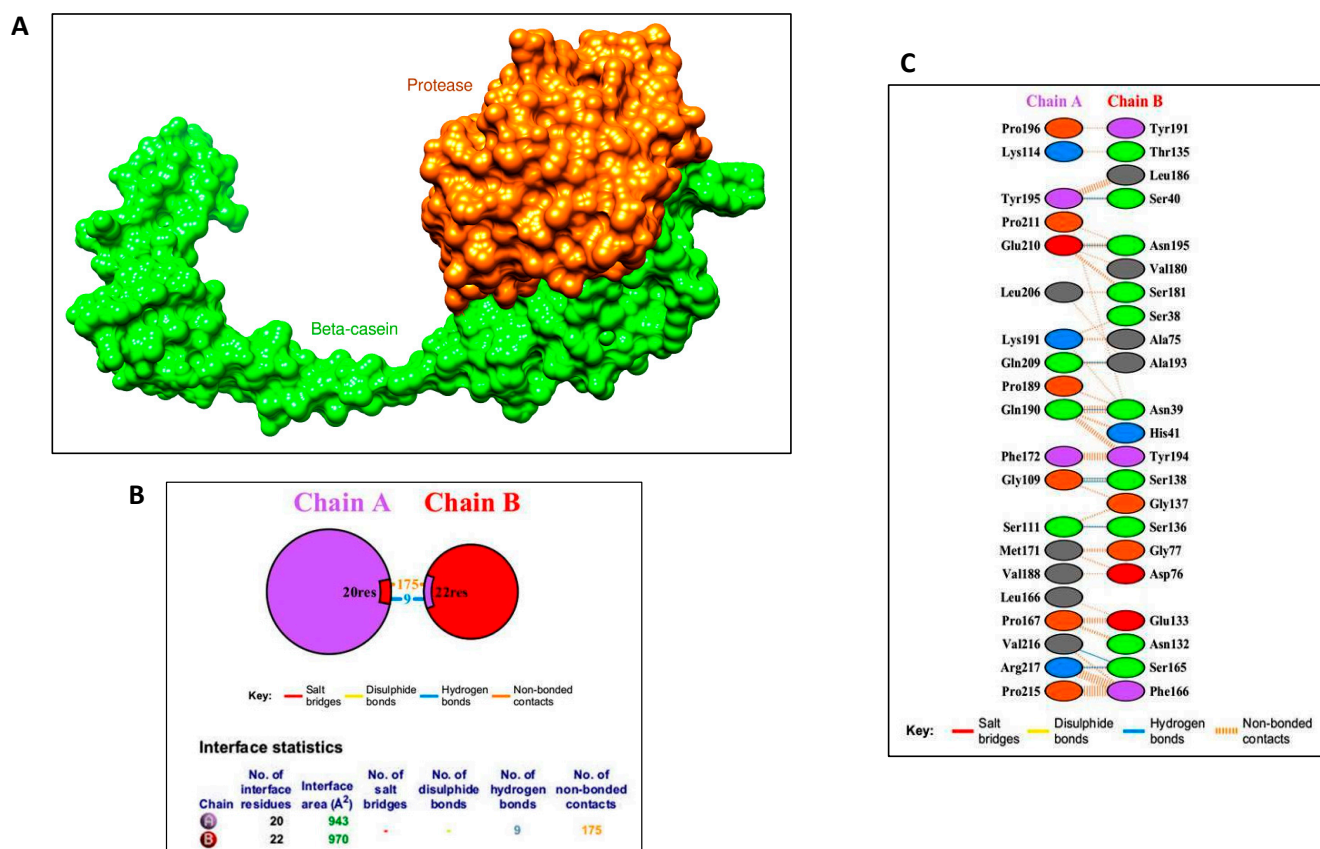 A
Protease
Beta-casein
B
Chain A Chain B
20res
175
9
22res
Key: Salt bridges Disulphide bonds Hydrogen bonds Non-bonded contacts
Interface statistics
Chain No. of interface residues Interface area (Å2) No. of salt bridges No. of disulphide bonds No. of hydrogen bonds No. of non-bonded contacts
A 20 943 - - 9 175
B 22 970
C
Chain A Chain B
Pro196 Tyr191
Lys114 Thr135
Leu186
Tyr195 Ser40
Pro211
Glu210 Asn195
Val180
Leu206 Ser181
Ser38
Lys191 Ala75
Gln209 Ala193
Pro189
Gln190 Asn39
His41
Phe172 Tyr194
Gly109 Ser138
Gly137
Ser111 Ser136
Met171 Gly77
Val188 Asp76
Leu166
Pro167 Glu133
Val216 Asn132
Arg217 Ser165
Pro215 Phe166
Key: Salt bridges Disulphide bonds Hydrogen bonds Non-bonded contacts